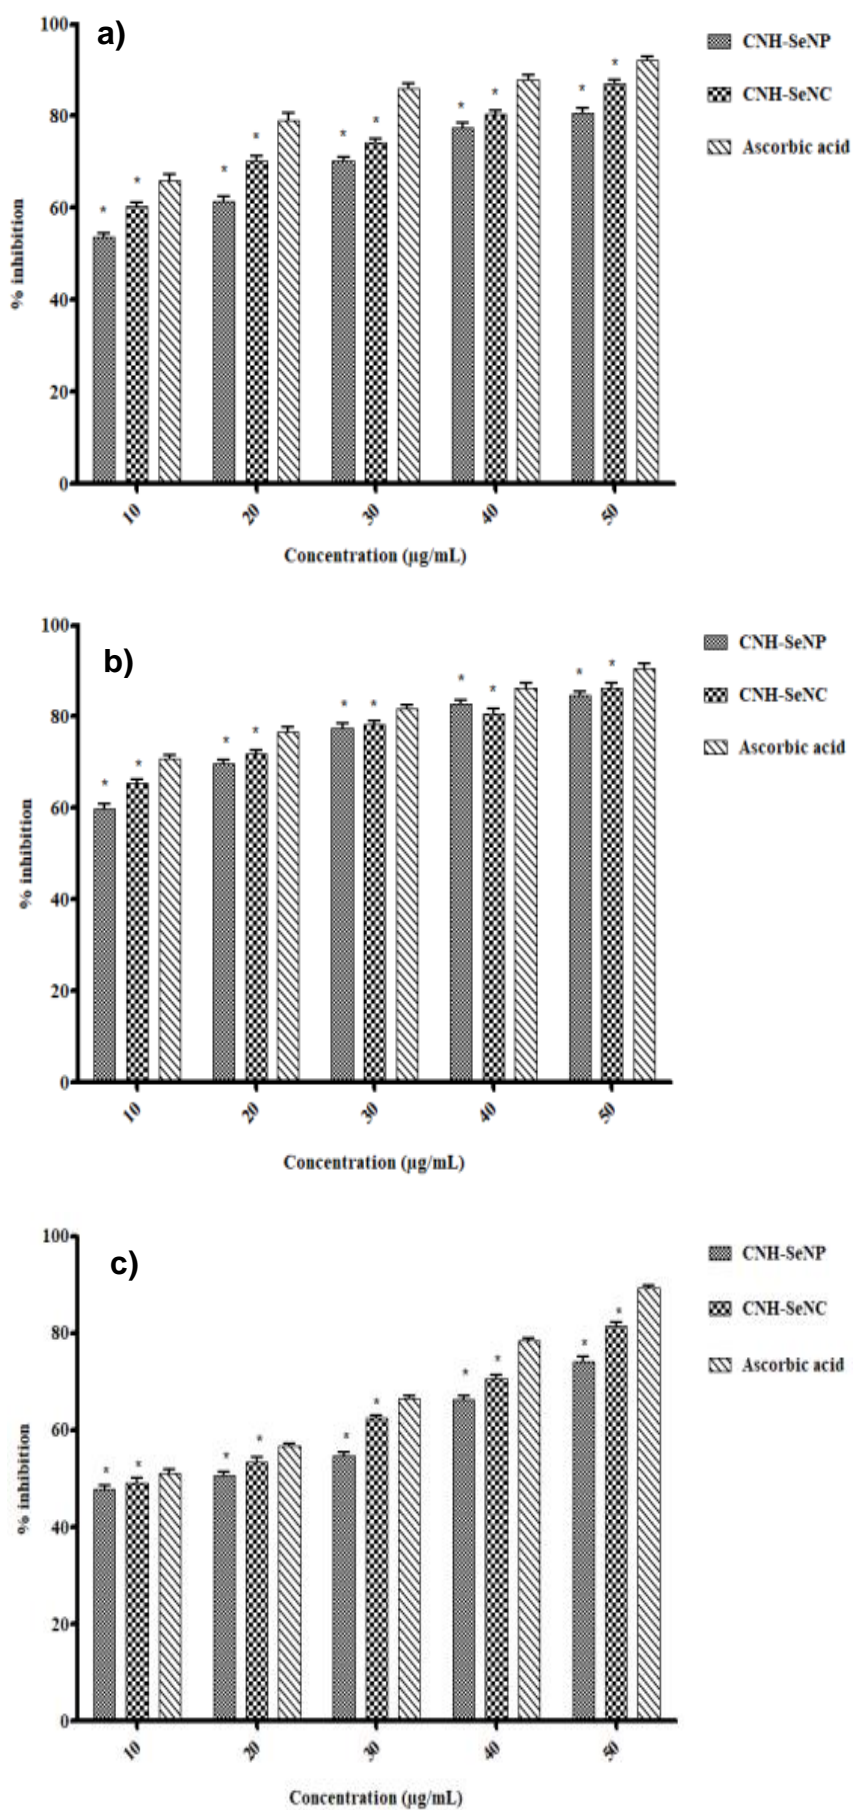 a)
100
80
60
40
20
0
% inhibition
* * * * * * * * * *
10 20 30 40 50
Concentration (µg/mL)
CNH-SeNP
CNH-SeNC
Ascorbic acid
b)
100
80
60
40
20
0
% inhibition
* * * * * * * * * *
10 20 30 40 50
Concentration (µg/mL)
CNH-SeNP
CNH-SeNC
Ascorbic acid
c)
100
80
60
40
20
0
% inhibition
* * * * * * * * * *
10 20 30 40 50
Concentration (µg/mL)
CNH-SeNP
CNH-SeNC
Ascorbic acid